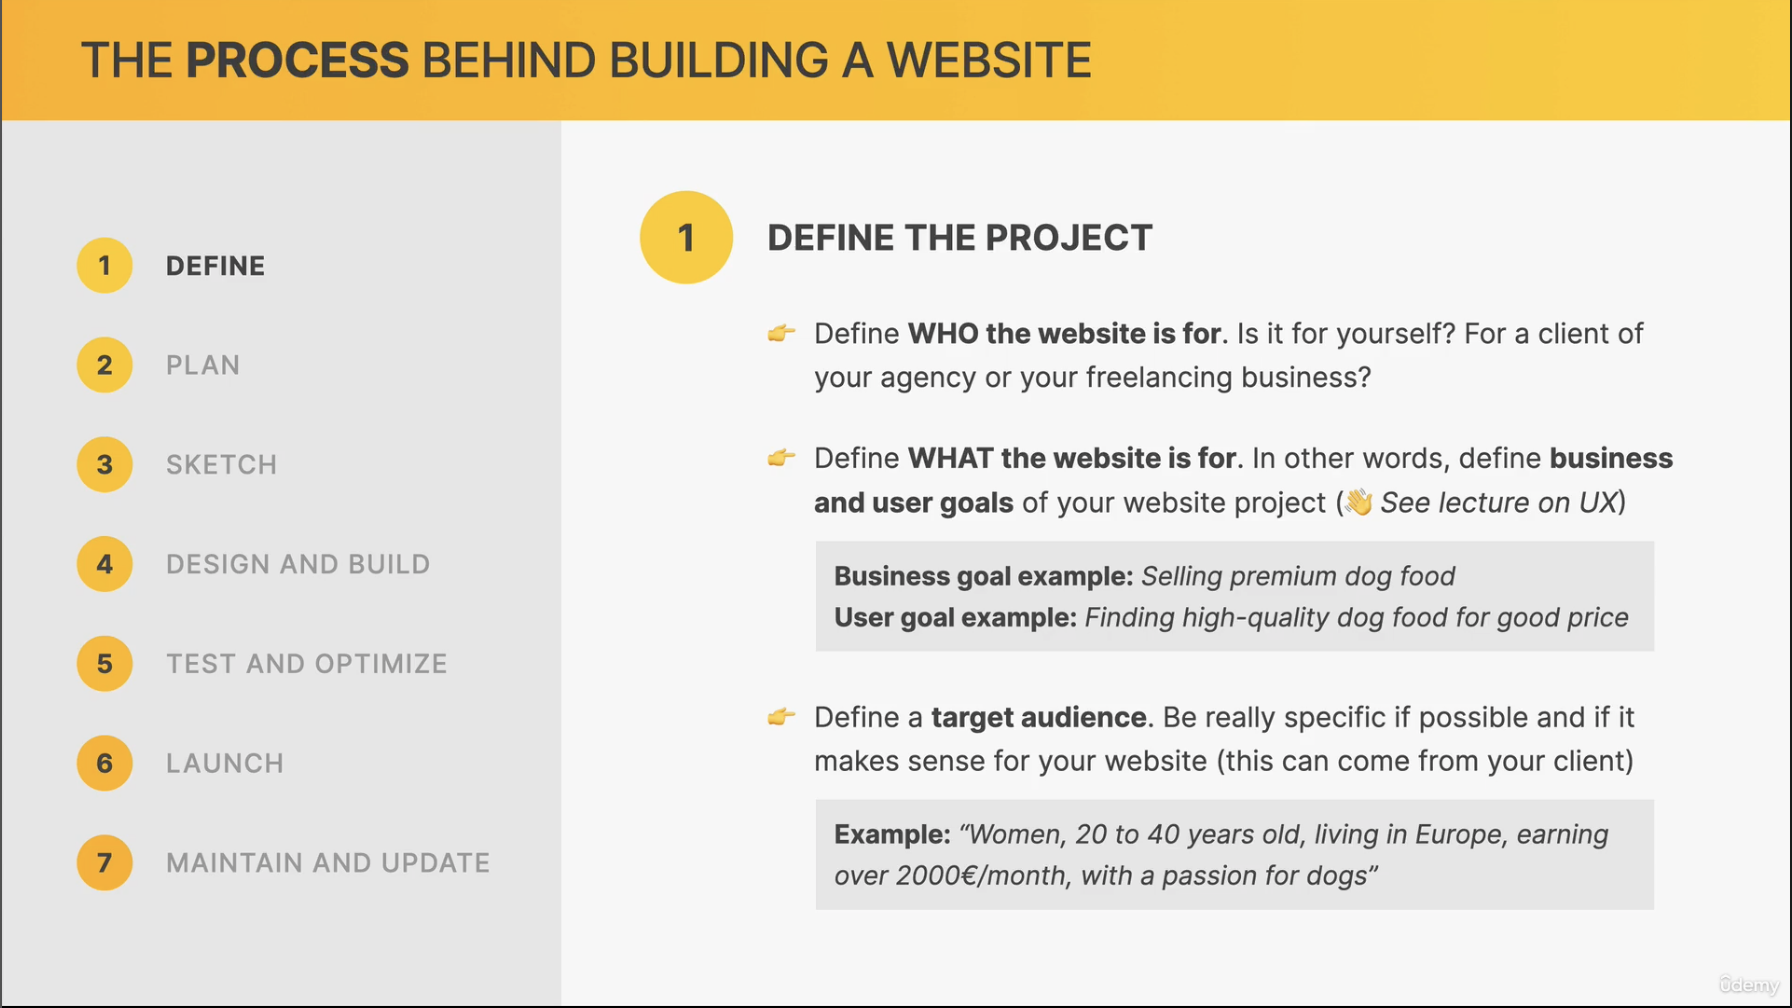 THE PROCESS BEHIND BUILDING A WEBSITE
1 DEFINE
2 PLAN
3 SKETCH
4 DESIGN AND BUILD
5 TEST AND OPTIMIZE
6 LAUNCH
7 MAINTAIN AND UPDATE
1 DEFINE THE PROJECT
👉 Define WHO the website is for. Is it for yourself? For a client of
your agency or your freelancing business?
👉 Define WHAT the website is for. In other words, define business
and user goals of your website project (👋 See lecture on UX)
Business goal example: Selling premium dog food
User goal example: Finding high-quality dog food for good price
👉 Define a target audience. Be really specific if possible and if it
makes sense for your website (this can come from your client)
Example: “Women, 20 to 40 years old, living in Europe, earning
over 2000€/month, with a passion for dogs”
ûdemy